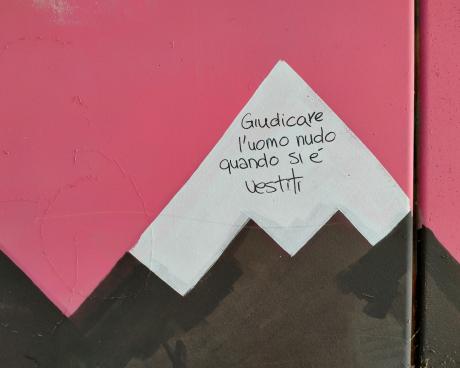 Giudicare
l'uomo nudo
quando si é
vestiti